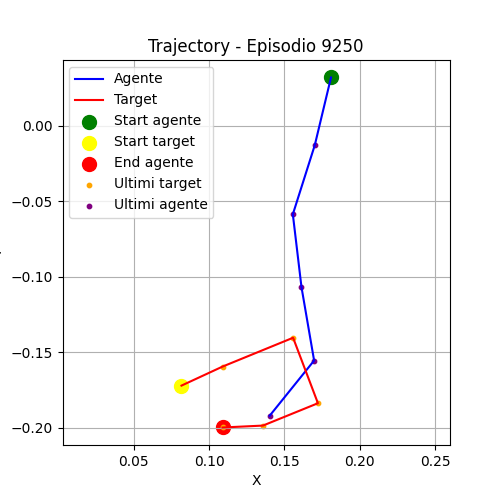 Trajectory - Episodio 9250
Agente
Target
Start agente
Start target
End agente
Ultimi target
Ultimi agente
0.00
−0.05
−0.10
−0.15
−0.20
0.05
0.10
0.15
0.20
0.25
X